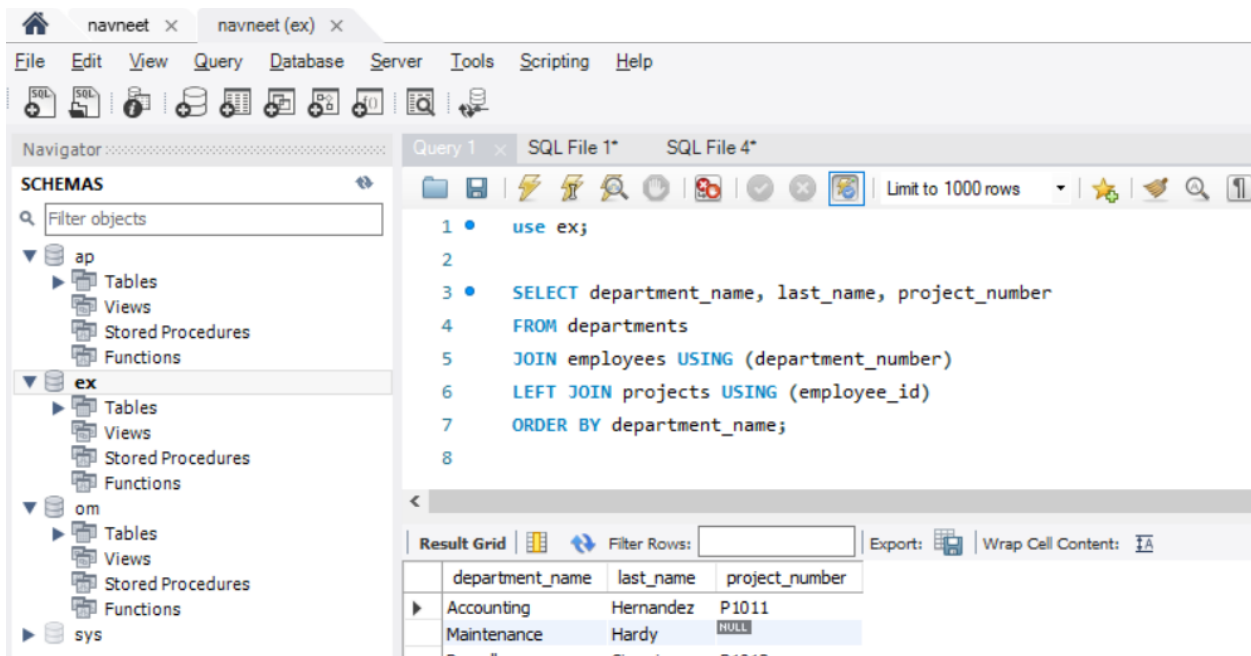 navneet × navneet (ex) ×
File Edit View Query Database Server Tools Scripting Help
SQL SQL
Navigator
Query 1 × SQL File 1* SQL File 4*
SCHEMAS
Limit to 1000 rows
Filter objects
ap
Tables
Views
Stored Procedures
Functions
ex
Tables
Views
Stored Procedures
Functions
om
Tables
Views
Stored Procedures
Functions
sys
1 use ex;
2
3 SELECT department_name, last_name, project_number
4 FROM departments
5 JOIN employees USING (department_number)
6 LEFT JOIN projects USING (employee_id)
7 ORDER BY department_name;
8
Result Grid Filter Rows: Export: Wrap Cell Content: IA
department_name last_name project_number
Accounting Hernandez P1011
Maintenance Hardy NULL